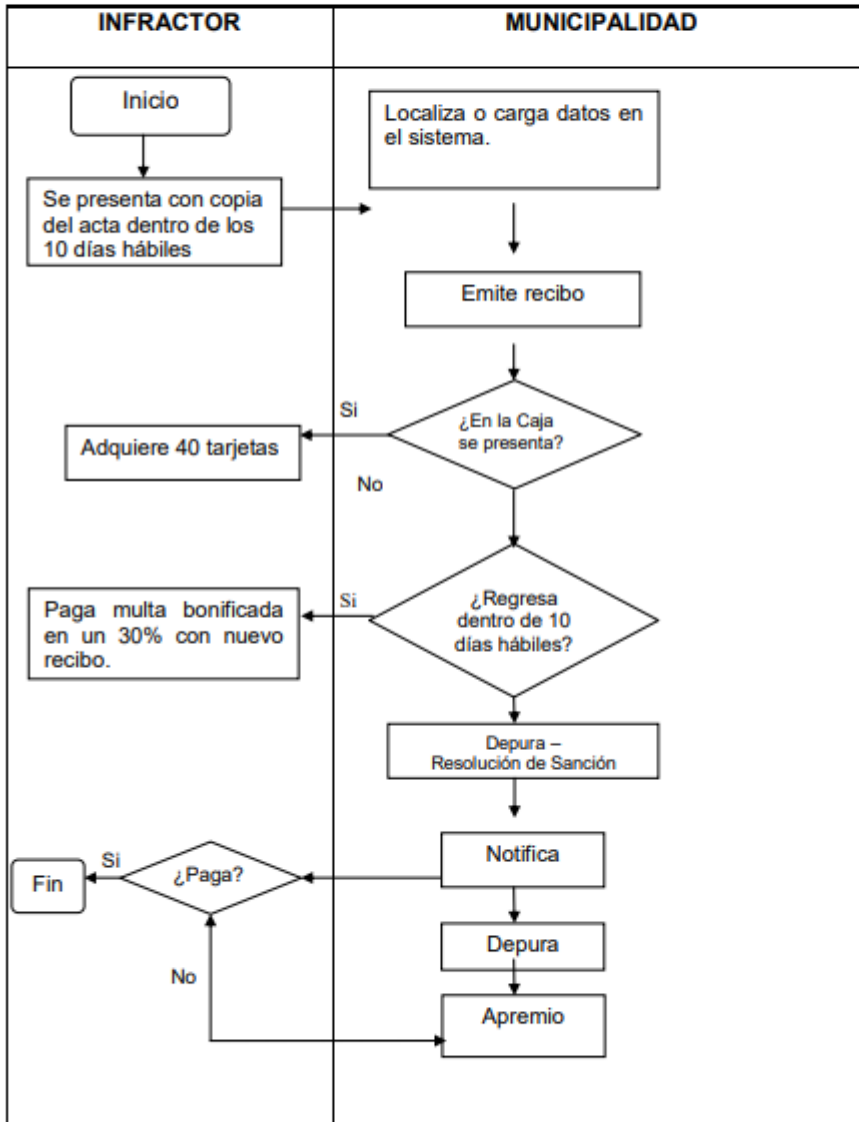 INFRACTOR
MUNICIPALIDAD
Inicio
Localiza o carga datos en
el sistema.
Se presenta con copia
del acta dentro de los
10 días hábiles
Emite recibo
Si
¿En la Caja
se presenta?
Adquiere 40 tarjetas
No
Si
¿Regresa
dentro de 10
días hábiles?
Paga multa bonificada
en un 30% con nuevo
recibo.
Depura –
Resolución de Sanción
Notifica
Si
¿Paga?
Fin
Depura
No
Apremio